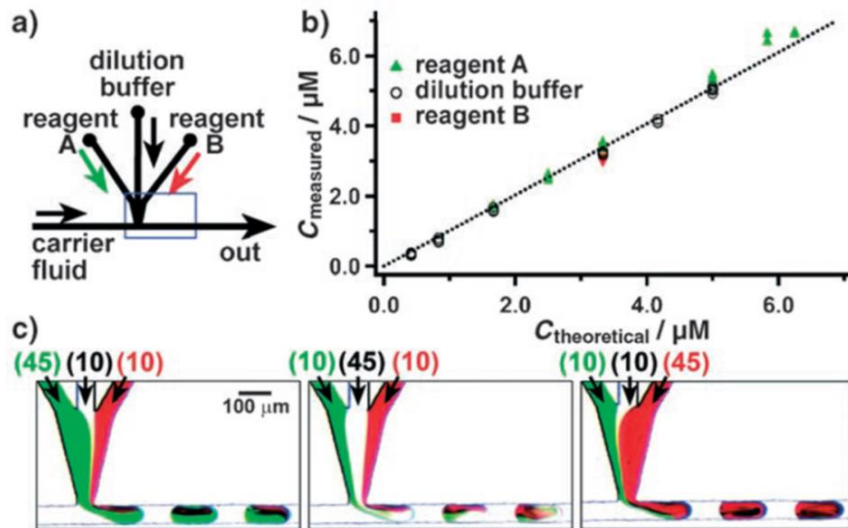 a)
dilution
buffer
reagent
A
reagent
B
carrier
fluid
out
b)
C measured / µM
6.0
4.0
2.0
0.0
reagent A
dilution buffer
reagent B
0.0 2.0 4.0 6.0
C theoretical / µM
c)
(45) (10) (10)
100 µm
(10) (45) (10)
(10) (10) (45)